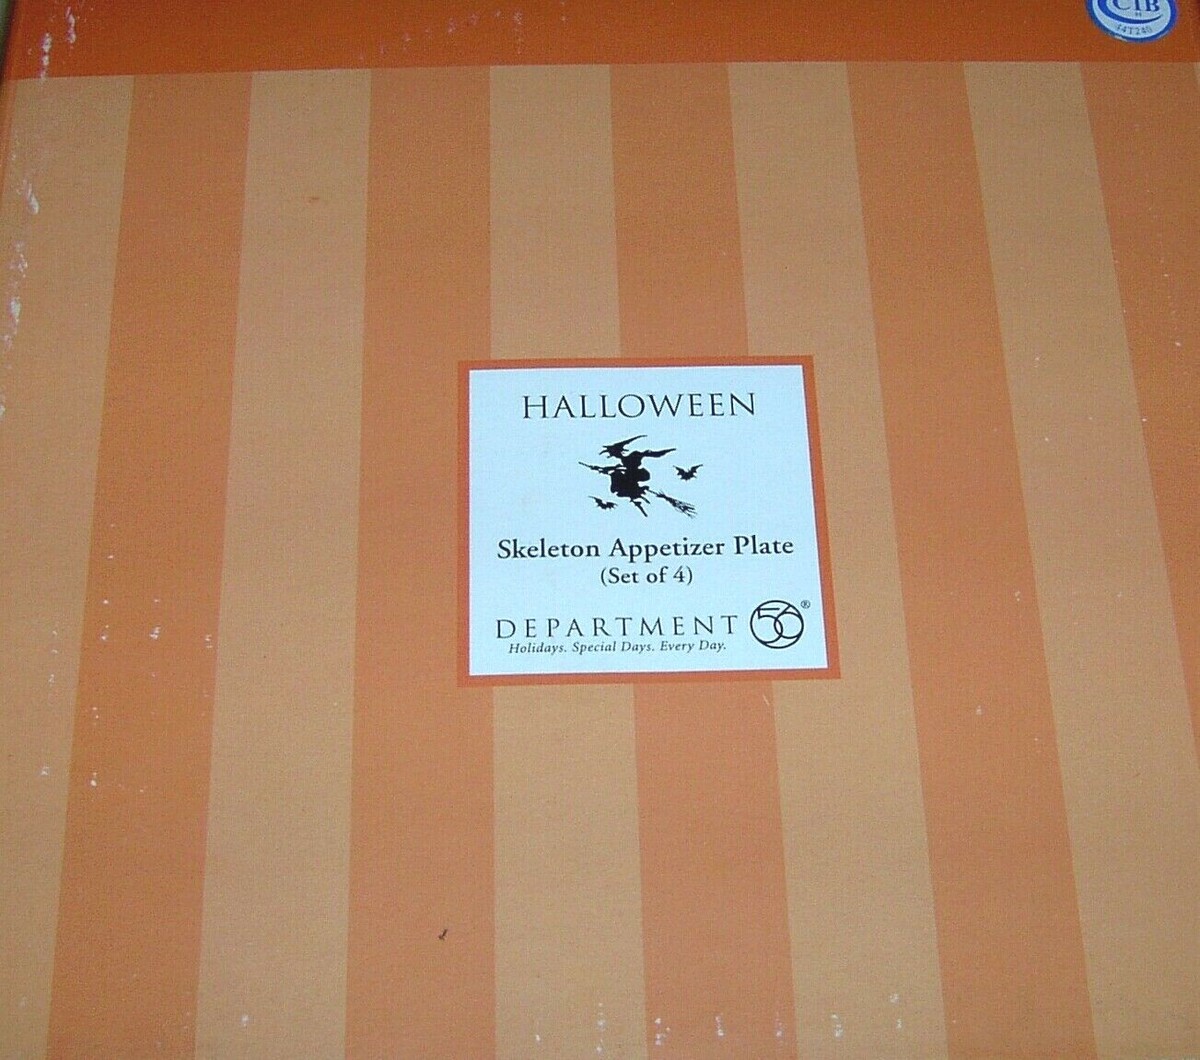 CIB
HALLOWEEN
Skeleton Appetizer Plate
(Set of 4)
DEPARTMENT 56®
Holidays. Special Days. Every Day.